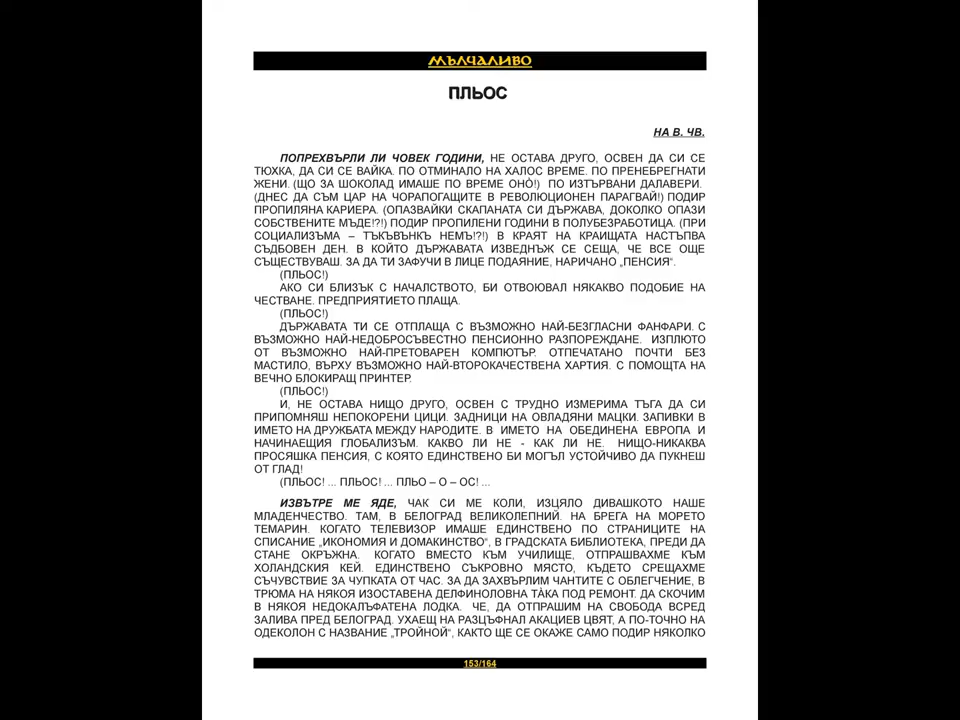 МЪЛЧАЛИВО
ПЛЬОС
НА В. ЧВ.
ПОПРЕХВЪРЛИ ЛИ ЧОВЕК ГОДИНИ, НЕ ОСТАВА ДРУГО, ОСВЕН ДА СИ СЕ
ТЮХКА, ДА СИ СЕ ВАЙКА. ПО ОТМИНАЛО НА ХАЛОС ВРЕМЕ. ПО ПРЕНЕБРЕГНАТИ
ЖЕНИ. (ЩО ЗА ШОКОЛАД ИМАШЕ ПО ВРЕМЕ ОНО̀!) ПО ИЗТЪРВАНИ ДАЛАВЕРИ.
(ДНЕС ДА СЪМ ЦАР НА ЧОРАПОГАЩИТЕ В РЕВОЛЮЦИОНЕН ПАРАГВАЙ!) ПОДИР
ПРОПИЛЯНА КАРИЕРА. (ОПАЗВАЙКИ СКАПАНАТА СИ ДЪРЖАВА, ДОКОЛКО ОПАЗИ
СОБСТВЕНИТЕ МЪДЕ!?!) ПОДИР ПРОПИЛЕНИ ГОДИНИ В ПОЛУБЕЗРАБОТИЦА. (ПРИ
СОЦИАЛИЗЪМА – ТЪКЪВЪНКЪ НЕМЪ!?!) В КРАЯТ НА КРАИЩАТА НАСТЪПВА
СЪДБОВЕН ДЕН. В КОЙТО ДЪРЖАВАТА ИЗВЕДНЪЖ СЕ СЕЩА, ЧЕ ВСЕ ОЩЕ
СЪЩЕСТВУВАШ. ЗА ДА ТИ ЗАФУЧИ В ЛИЦЕ ПОДАЯНИЕ, НАРИЧАНО „ПЕНСИЯ“.
(ПЛЬОС!)
АКО СИ БЛИЗЪК С НАЧАЛСТВОТО, БИ ОТВОЮВАЛ НЯКАКВО ПОДОБИЕ НА
ЧЕСТВАНЕ. ПРЕДПРИЯТИЕТО ПЛАЩА.
(ПЛЬОС!)
ДЪРЖАВАТА ТИ СЕ ОТПЛАЩА С ВЪЗМОЖНО НАЙ-БЕЗГЛАСНИ ФАНФАРИ. С
ВЪЗМОЖНО НАЙ-НЕДОБРОСЪВЕСТНО ПЕНСИОННО РАЗПОРЕЖДАНЕ. ИЗПЛЮТО
ОТ ВЪЗМОЖНО НАЙ-ПРЕТОВАРЕН КОМПЮТЪР. ОТПЕЧАТАНО ПОЧТИ БЕЗ
МАСТИЛО, ВЪРХУ ВЪЗМОЖНО НАЙ-ВТОРОКАЧЕСТВЕНА ХАРТИЯ. С ПОМОЩТА НА
ВЕЧНО БЛОКИРАЩ ПРИНТЕР.
(ПЛЬОС!)
И, НЕ ОСТАВА НИЩО ДРУГО, ОСВЕН С ТРУДНО ИЗМЕРИМА ТЪГА ДА СИ
ПРИПОМНЯШ НЕПОКОРЕНИ ЦИЦИ. ЗАДНИЦИ НА ОВЛАДЯНИ МАЦКИ. ЗАПИВКИ В
ИМЕТО НА ДРУЖБАТА МЕЖДУ НАРОДИТЕ. В ИМЕТО НА ОБЕДИНЕНА ЕВРОПА И
НАЧИНАЕЩИЯ ГЛОБАЛИЗЪМ. КАКВО ЛИ НЕ - КАК ЛИ НЕ. НИЩО-НИКАКВА
ПРОСЯШКА ПЕНСИЯ, С КОЯТО ЕДИНСТВЕНО БИ МОГЪЛ УСТОЙЧИВО ДА ПУКНЕШ
ОТ ГЛАД!
(ПЛЬОС! ... ПЛЬОС! ... ПЛЬО – О – ОС! ...
ИЗВЪТРЕ МЕ ЯДЕ, ЧАК СИ МЕ КОЛИ, ИЗЦЯЛО ДИВАШКОТО НАШЕ
МЛАДЕНЧЕСТВО. ТАМ, В БЕЛОГРАД ВЕЛИКОЛЕПНИЙ. НА БРЕГА НА МОРЕТО
ТЕМАРИН. КОГАТО ТЕЛЕВИЗОР ИМАШЕ ЕДИНСТВЕНО ПО СТРАНИЦИТЕ НА
СПИСАНИЕ „ИКОНОМИЯ И ДОМАКИНСТВО“, В ГРАДСКАТА БИБЛИОТЕКА, ПРЕДИ ДА
СТАНЕ ОКРЪЖНА. КОГАТО ВМЕСТО КЪМ УЧИЛИЩЕ, ОТПРАШВАХМЕ КЪМ
ХОЛАНДСКИЯ КЕЙ. ЕДИНСТВЕНО СЪКРОВНО МЯСТО, КЪДЕТО СРЕЩАХМЕ
СЪЧУВСТВИЕ ЗА ЧУПКАТА ОТ ЧАС. ЗА ДА ЗАХВЪРЛИМ ЧАНТИТЕ С ОБЛЕГЧЕНИЕ, В
ТРЮМА НА НЯКОЯ ИЗОСТАВЕНА ДЕЛФИНОЛОВНА ТА̀КА ПОД РЕМОНТ. ДА СКОЧИМ
В НЯКОЯ НЕДОКАЛЪФАТЕНА ЛОДКА. ЧЕ, ДА ОТПРАШИМ НА СВОБОДА ВСРЕД
ЗАЛИВА ПРЕД БЕЛОГРАД. УХАЕЩ НА РАЗЦЪФНАЛ АКАЦИЕВ ЦВЯТ, А ПО-ТОЧНО НА
ОДЕКОЛОН С НАЗВАНИЕ „ТРОЙНОЙ“, КАКТО ЩЕ СЕ ОКАЖЕ САМО ПОДИР НЯКОЛКО
153/164